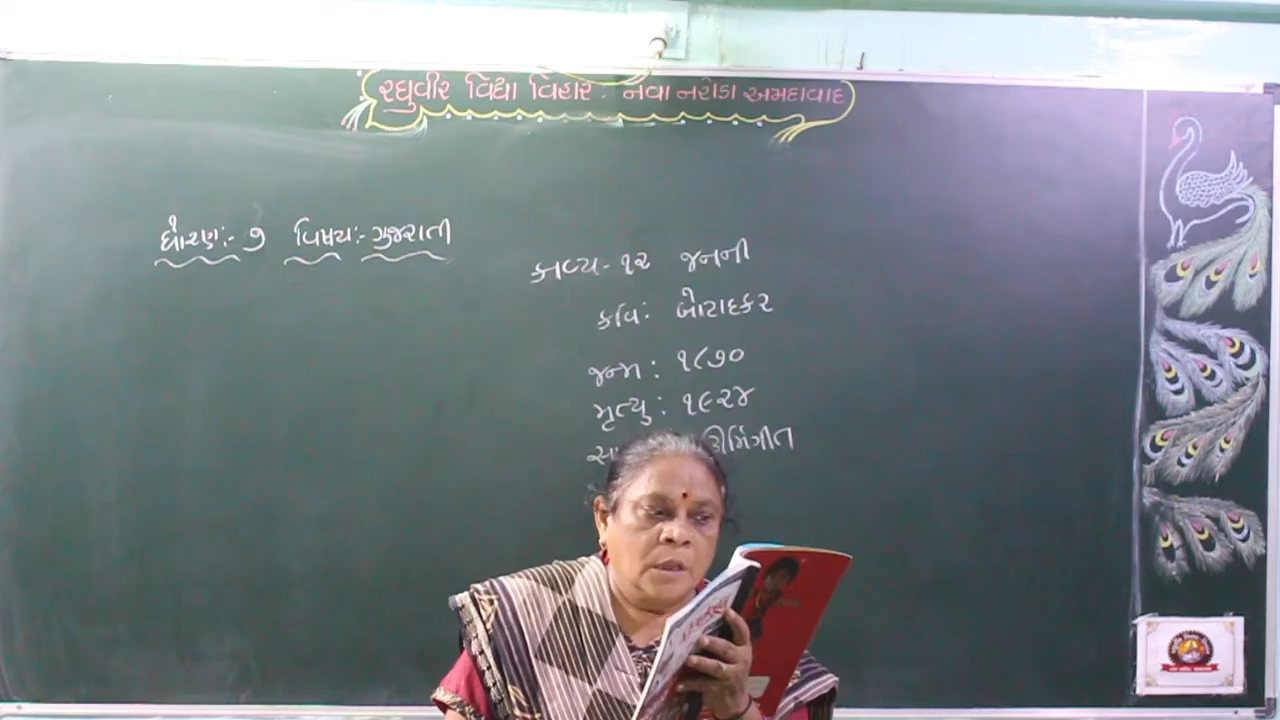 રઘુવીર વિદ્યા વિહાર. નવા નરોડા અમદાવાદ
ધોરણ:- ૭ વિષય:- ગુજરાતી
કાવ્ય- ૧૨ જનની
કવિ: બોટાદકર
જન્મ : ૧૮૭૦
મૃત્યુ : ૧૯૨૪
ઊર્મિગીત